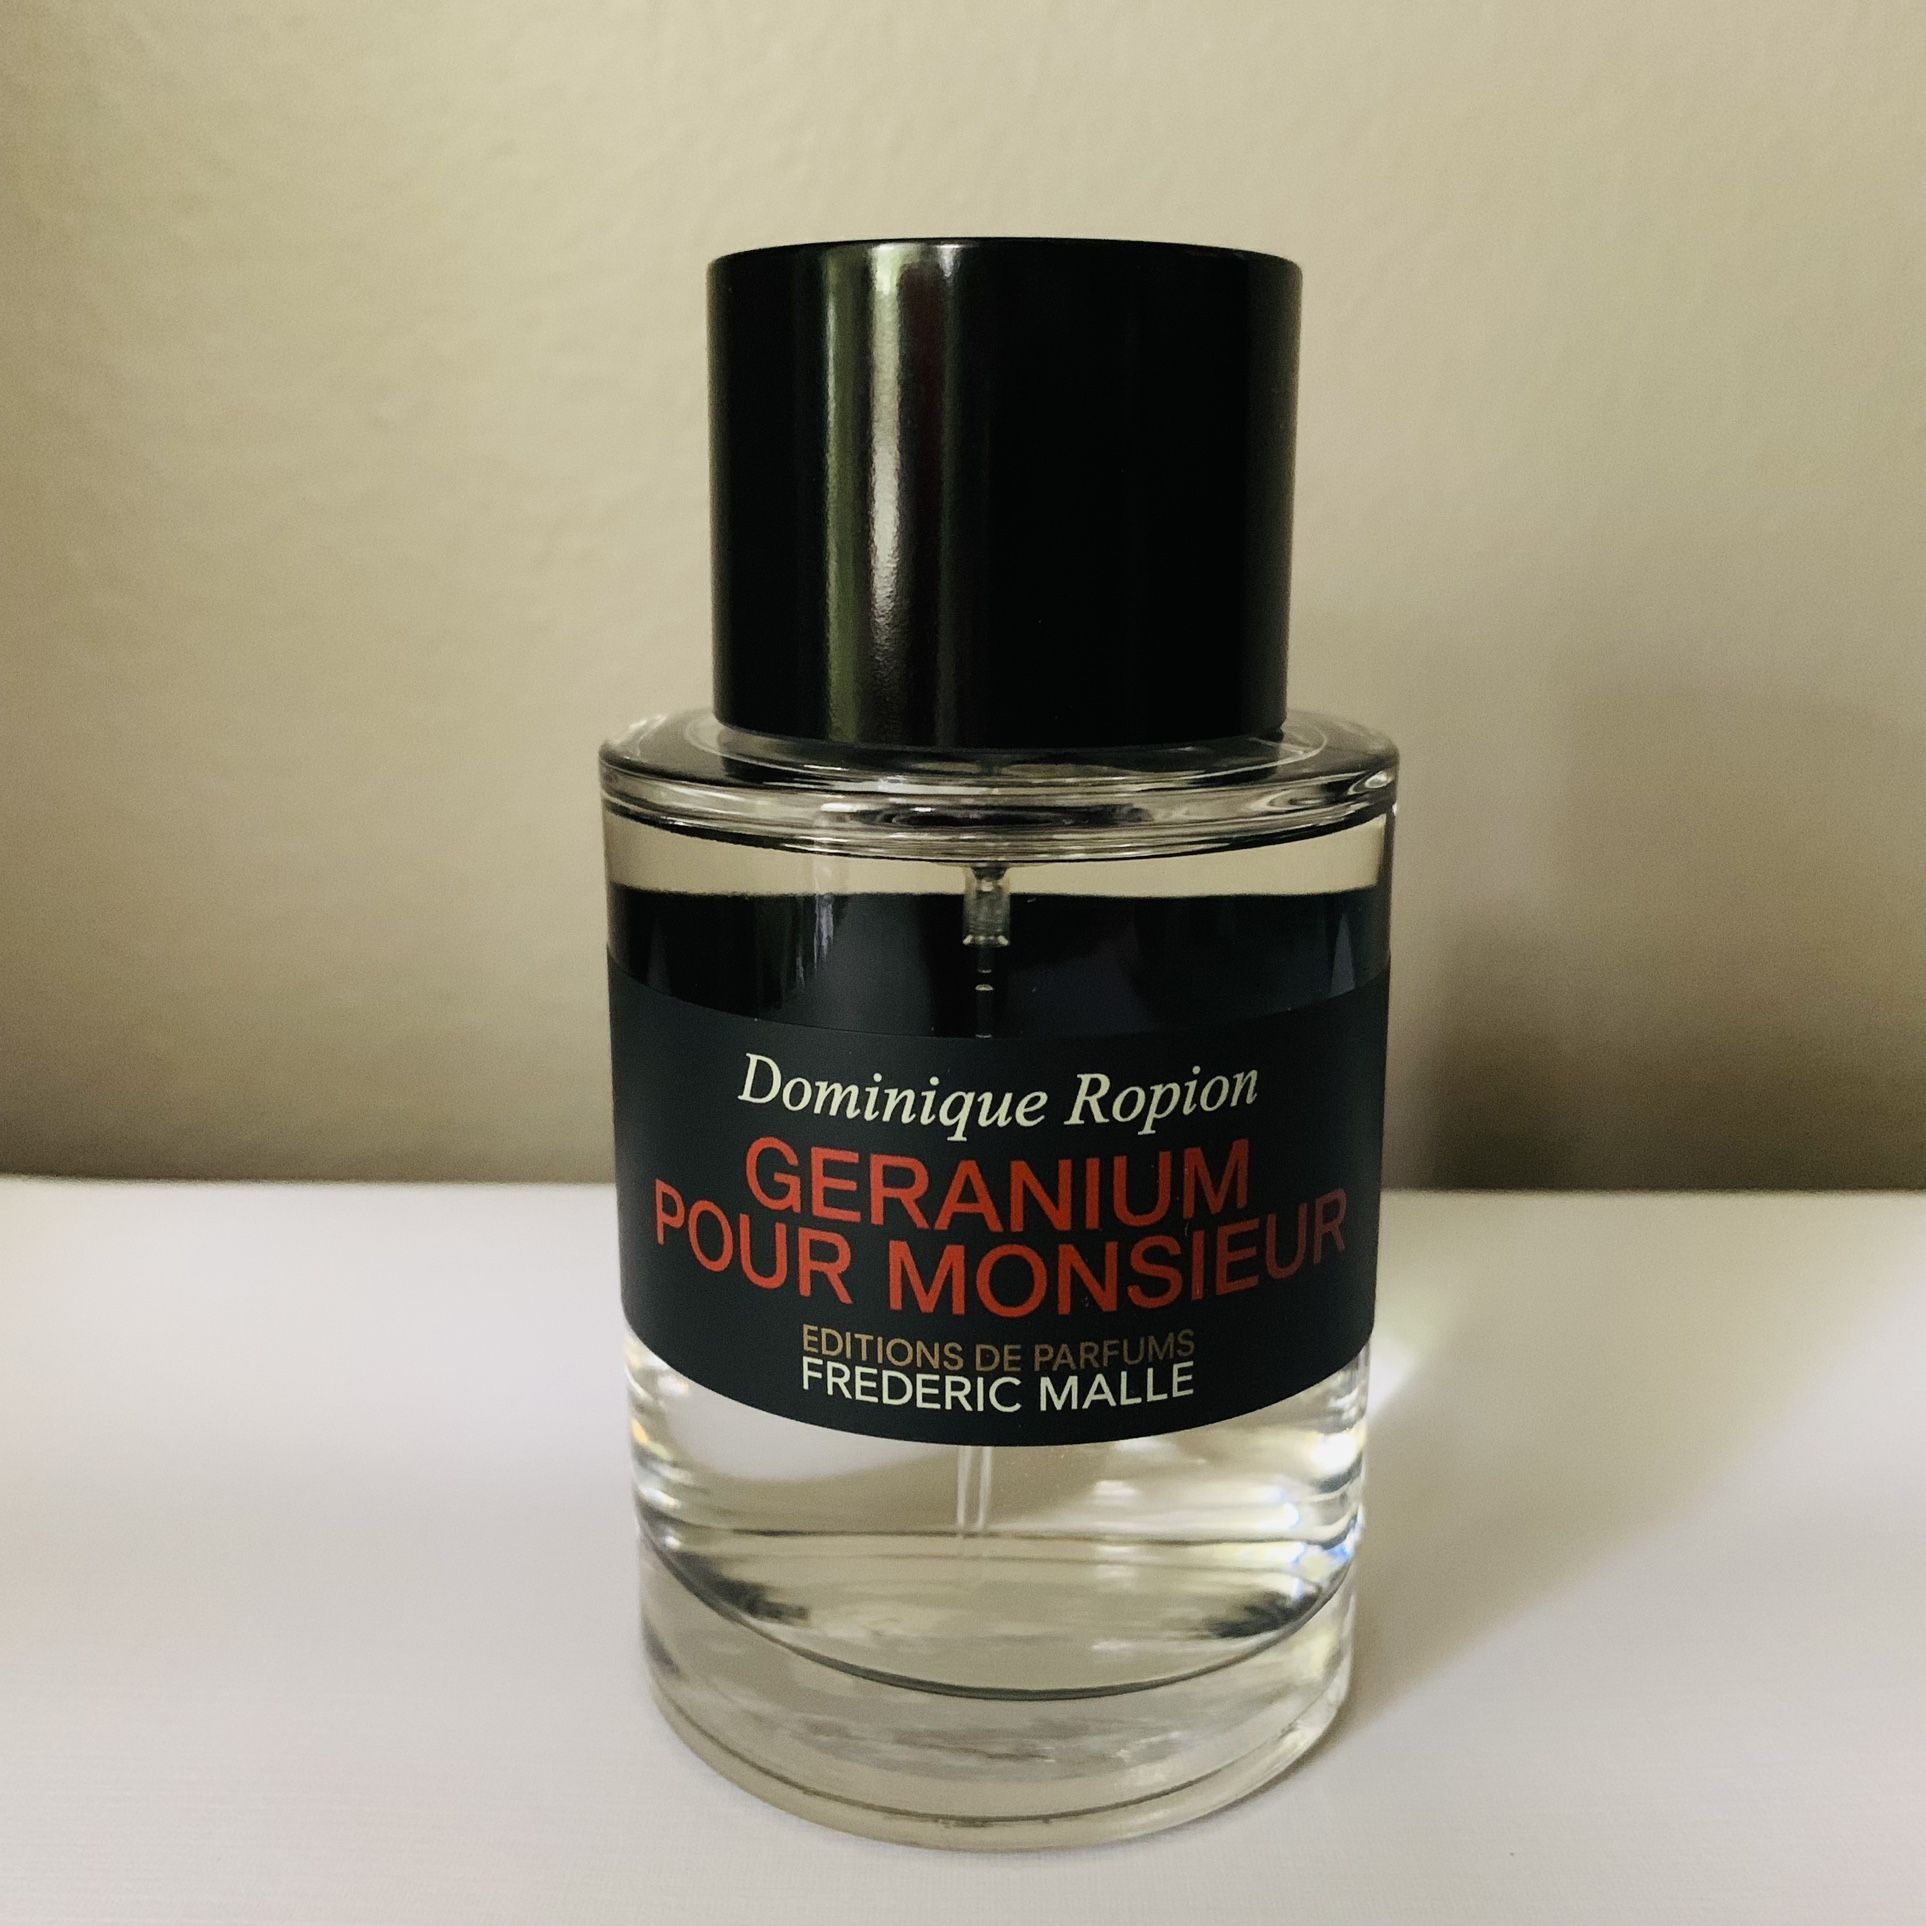 Dominique Ropion
GERANIUM
POUR MONSIEUR
EDITIONS DE PARFUMS
FREDERIC MALLE